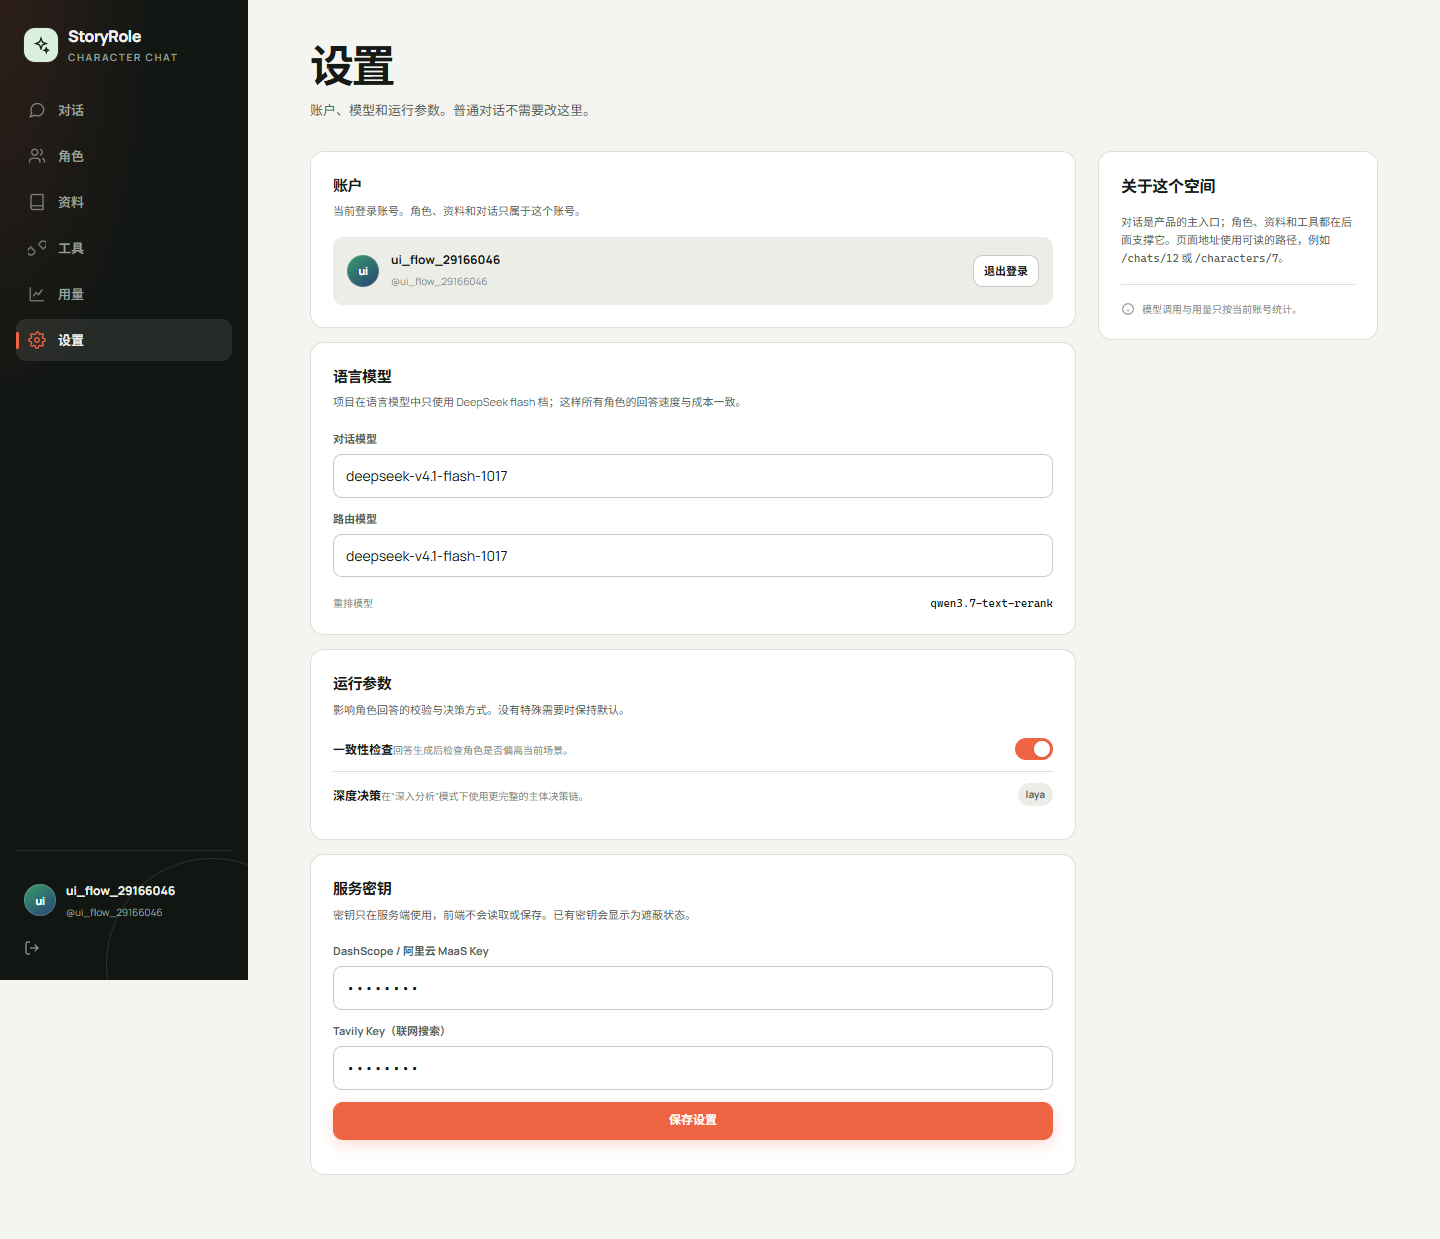 StoryRole
CHARACTER CHAT
对话
角色
资料
工具
用量
设置
ui
ui_flow_29166046
@ui_flow_29166046
设置
账户、模型和运行参数。普通对话不需要改这里。
账户
当前登录账号。角色、资料和对话只属于这个账号。
ui
ui_flow_29166046
@ui_flow_29166046
退出登录
语言模型
项目在语言模型中只使用 DeepSeek flash 档；这样所有角色的回答速度与成本一致。
对话模型
deepseek-v4.1-flash-1017
路由模型
deepseek-v4.1-flash-1017
重排模型
qwen3.7-text-rerank
运行参数
影响角色回答的校验与决策方式。没有特殊需要时保持默认。
一致性检查回答生成后检查角色是否偏离当前场景。
深度决策在“深入分析”模式下使用更完整的主体决策链。
laya
服务密钥
密钥只在服务端使用，前端不会读取或保存。已有密钥会显示为遮蔽状态。
DashScope / 阿里云 MaaS Key
••••••••
Tavily Key（联网搜索）
••••••••
保存设置
关于这个空间
对话是产品的主入口；角色、资料和工具都在后
面支撑它。页面地址使用可读的路径，例如
/chats/12 或 /characters/7。
模型调用与用量只按当前账号统计。